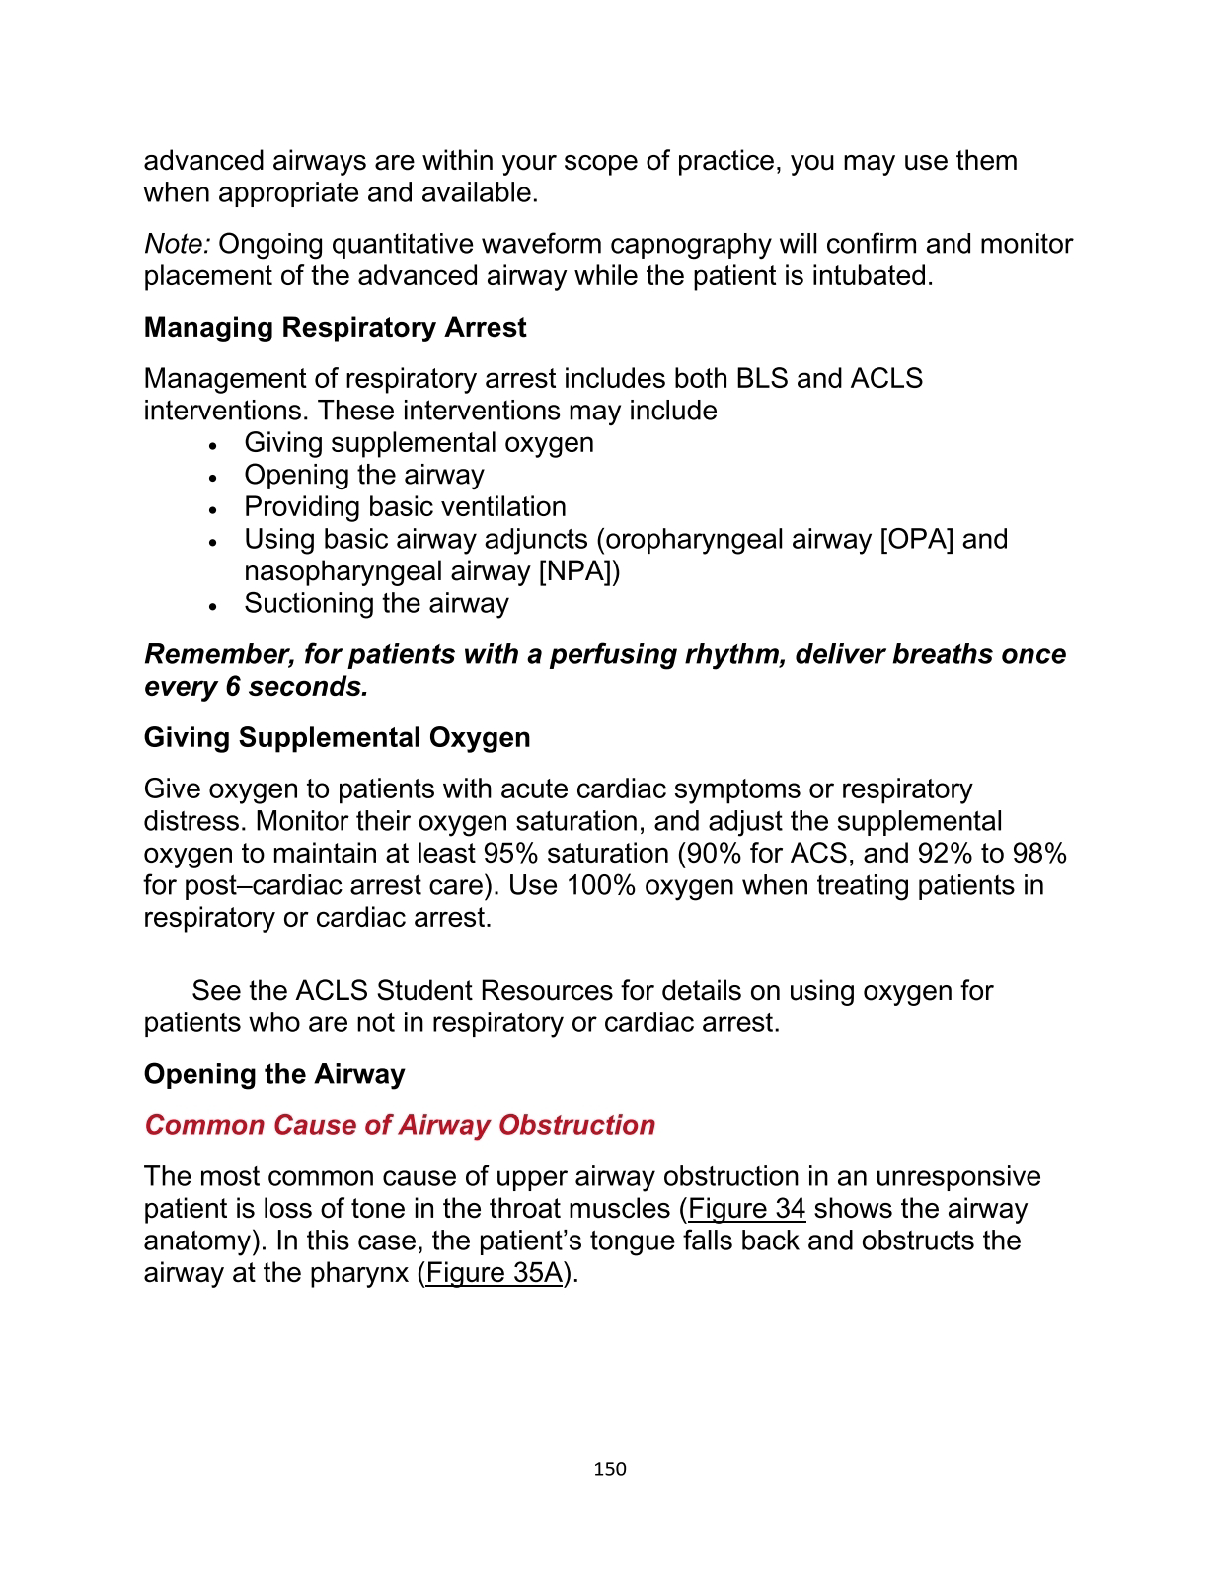 advanced airways are within your scope of practice, you may use them
when appropriate and available.
Note: Ongoing quantitative waveform capnography will confirm and monitor
placement of the advanced airway while the patient is intubated.
Managing Respiratory Arrest
Management of respiratory arrest includes both BLS and ACLS
interventions. These interventions may include
• Giving supplemental oxygen
• Opening the airway
• Providing basic ventilation
• Using basic airway adjuncts (oropharyngeal airway [OPA] and
nasopharyngeal airway [NPA])
• Suctioning the airway
Remember, for patients with a perfusing rhythm, deliver breaths once
every 6 seconds.
Giving Supplemental Oxygen
Give oxygen to patients with acute cardiac symptoms or respiratory
distress. Monitor their oxygen saturation, and adjust the supplemental
oxygen to maintain at least 95% saturation (90% for ACS, and 92% to 98%
for post–cardiac arrest care). Use 100% oxygen when treating patients in
respiratory or cardiac arrest.
See the ACLS Student Resources for details on using oxygen for
patients who are not in respiratory or cardiac arrest.
Opening the Airway
Common Cause of Airway Obstruction
The most common cause of upper airway obstruction in an unresponsive
patient is loss of tone in the throat muscles (Figure 34 shows the airway
anatomy). In this case, the patient’s tongue falls back and obstructs the
airway at the pharynx (Figure 35A).
150